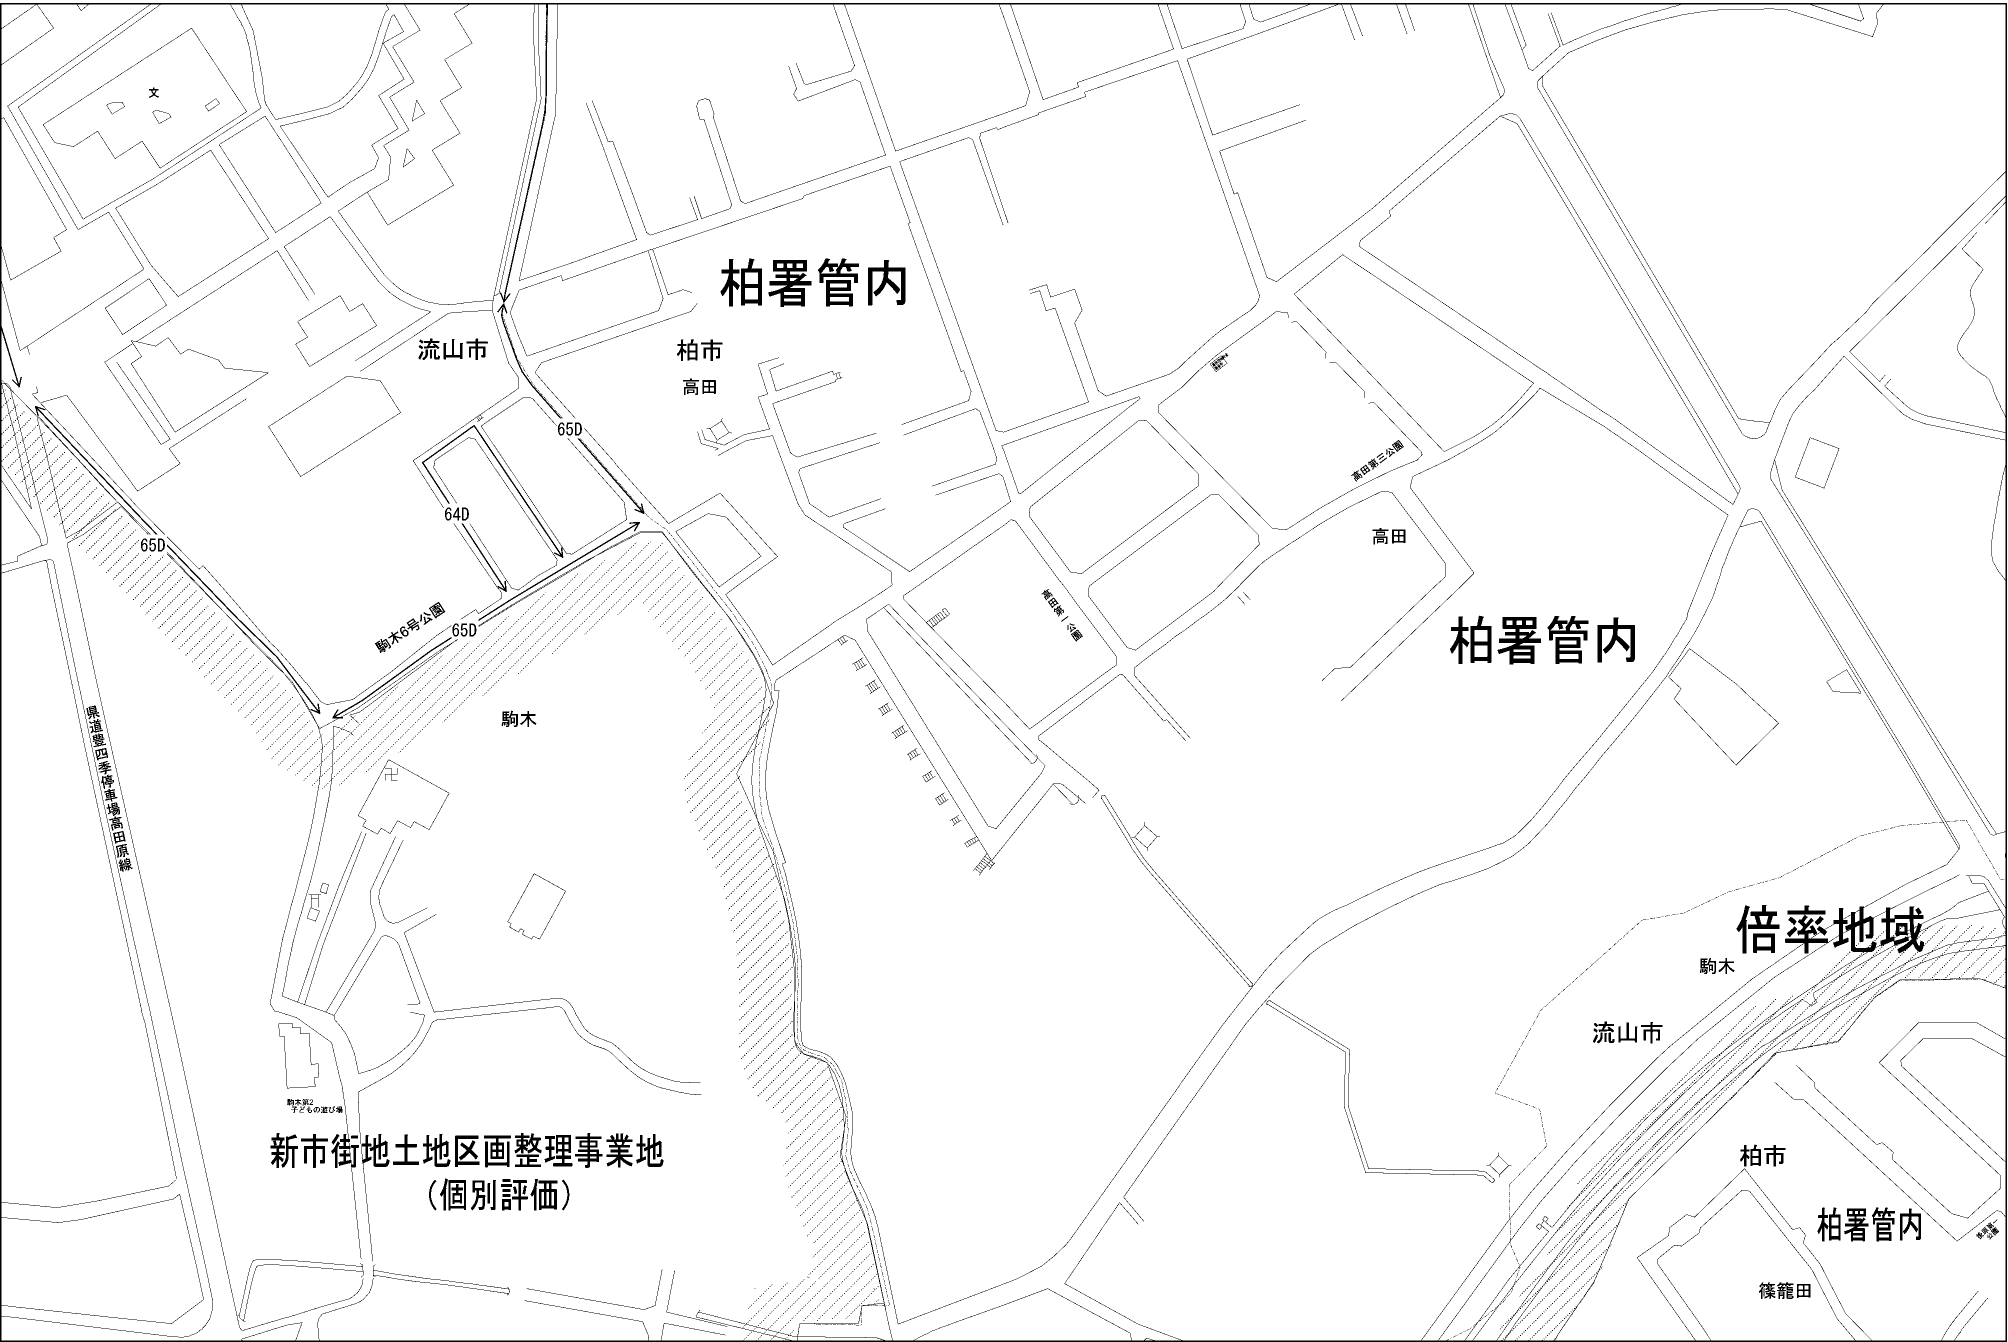 文
柏署管内
流山市
柏市
高田
65D
高田第三公園
64D
65D
高田
高田第一公園
駒木6号公園
65D
柏署管内
駒木
県道豊四季停車場高田原線
倍率地域
駒木
流山市
駒木第2
子どもの遊び場
新市街地土地区画整理事業地
（個別評価）
柏市
柏署管内
篠籠田